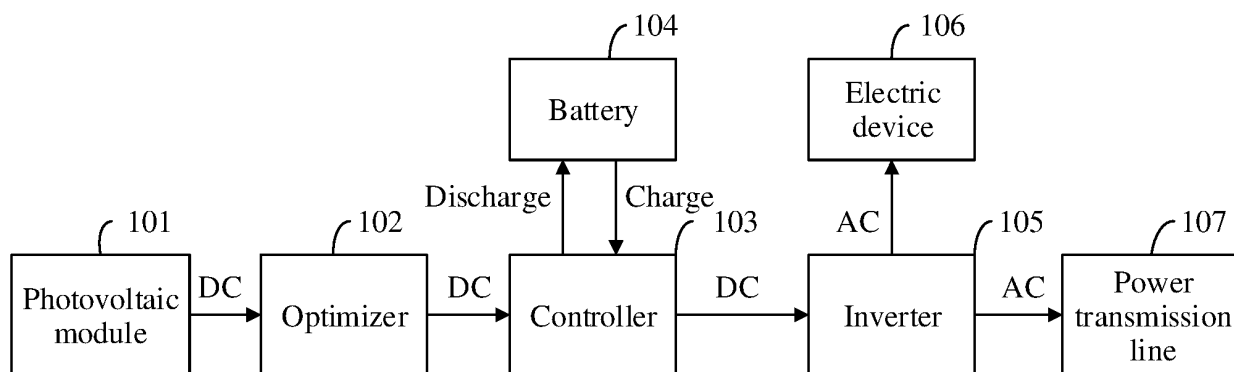 104
106
Battery
Electric
device
Discharge
Charge
AC
101
102
103
105
107
Photovoltaic
module
DC
Optimizer
DC
Controller
DC
Inverter
AC
Power
transmission
line